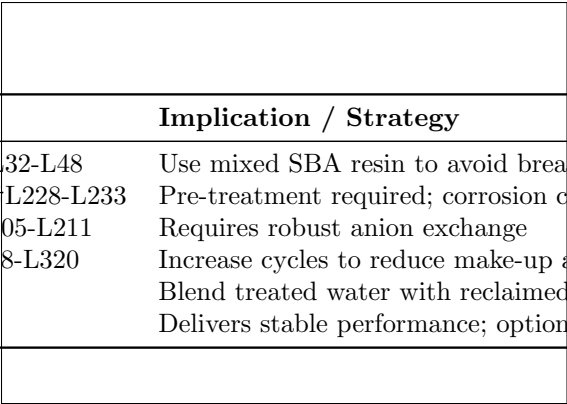 Implication / Strategy
32-L48 Use mixed SBA resin to avoid brea
L228-L233 Pre-treatment required; corrosion c
05-L211 Requires robust anion exchange
8-L320 Increase cycles to reduce make-up a
Blend treated water with reclaimed
Delivers stable performance; option